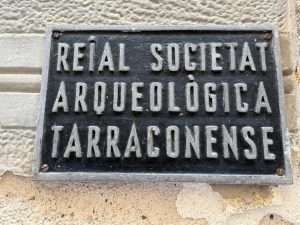 REIAL SOCIETAT
ARQUEOLÒGICA
TARRACONENSE